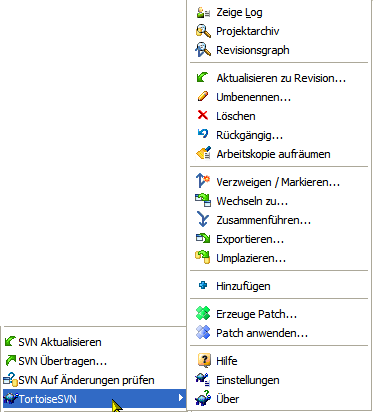 Zeige Log
Projektarchiv
Revisionsgraph
Aktualisieren zu Revision...
Umbenennen...
Löschen
Rückgängig...
Arbeitskopie aufräumen
Verzweigen / Markieren...
Wechseln zu...
Zusammenführen...
Exportieren...
Umplazieren...
Hinzufügen
Erzeuge Patch...
Patch anwenden...
Hilfe
Einstellungen
Über
SVN Aktualisieren
SVN Übertragen...
SVN Auf Änderungen prüfen
TortoiseSVN